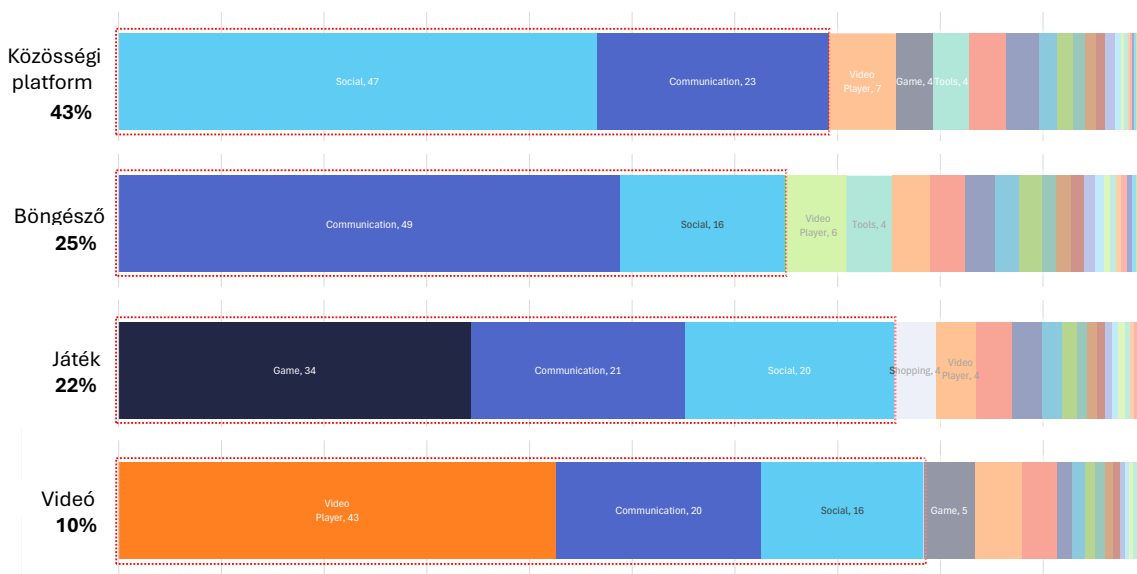 Közösségi
platform
43%
Social, 47
Communication, 23
Video
Player, 7
Game, 4
Tools, 4
Böngésző
25%
Communication, 49
Social, 16
Video
Player, 6
Tools, 4
Játék
22%
Game, 34
Communication, 21
Social, 20
Shopping, 4
Video
Player, 4
Videó
10%
Video
Player, 43
Communication, 20
Social, 16
Game, 5